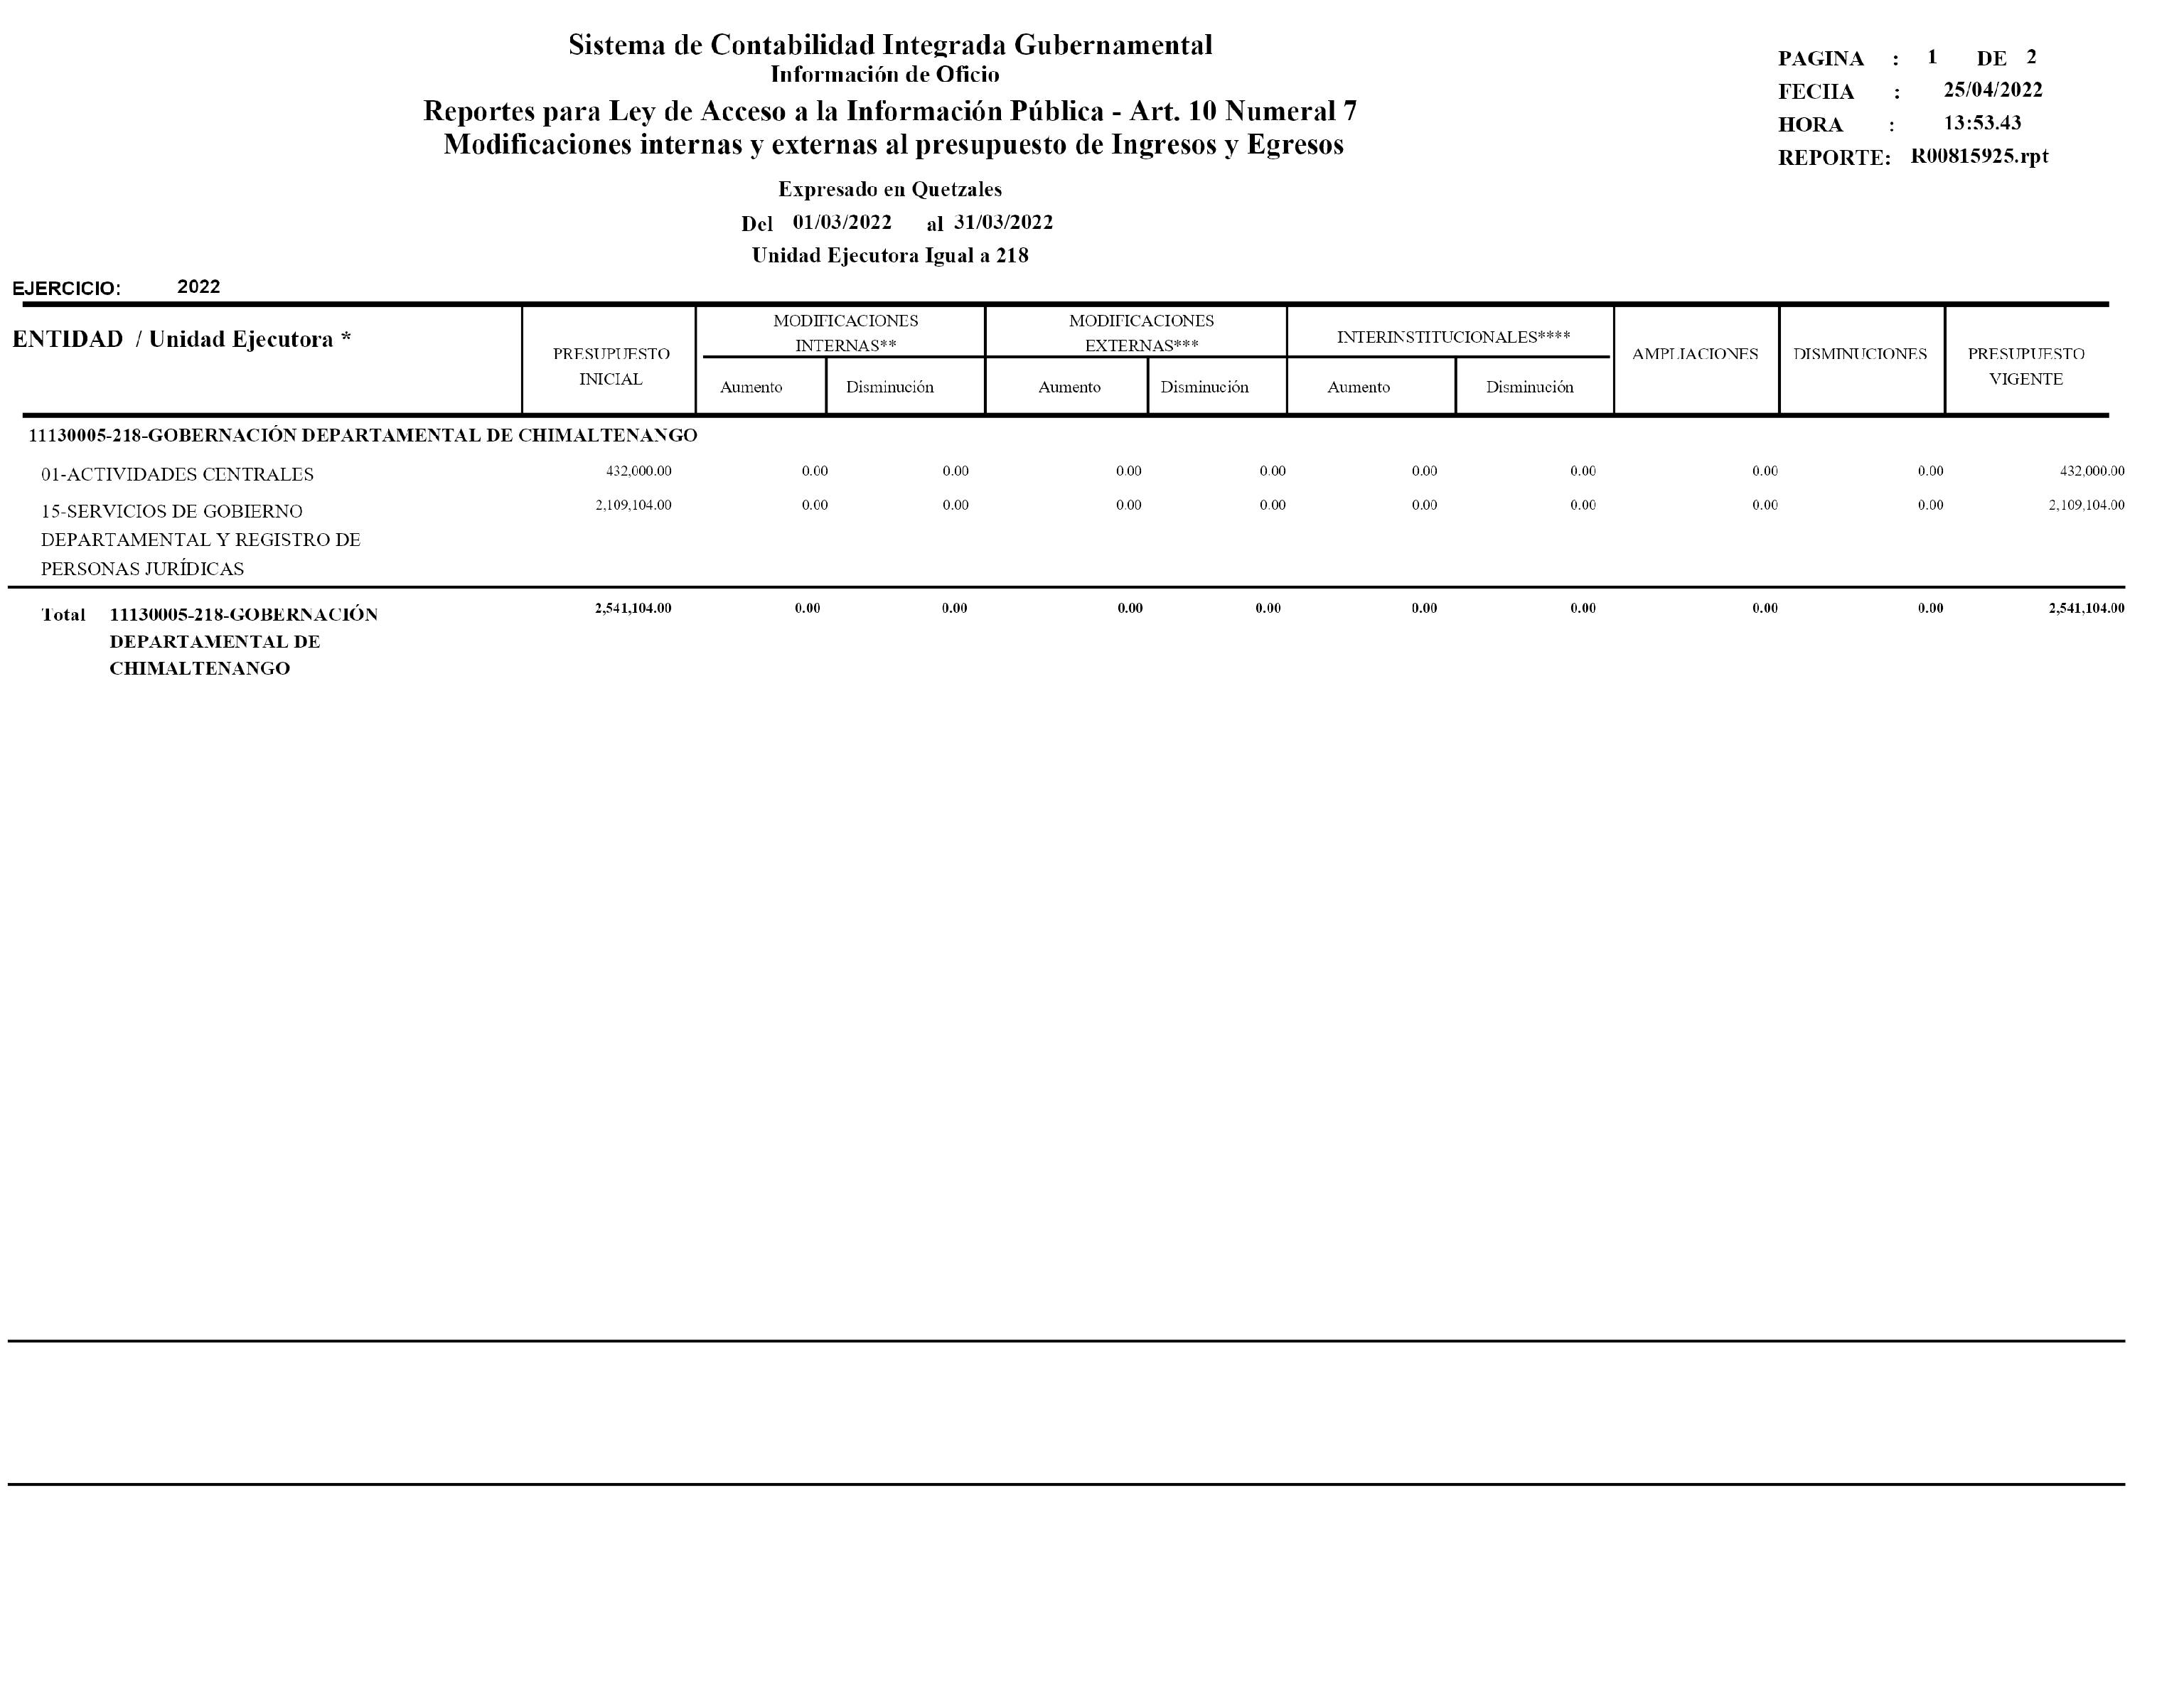 Sistema de Contabilidad Integrada Gubernamental
Información de Oficio
Reportes para Ley de Acceso a la Información Pública - Art. 10 Numeral 7
Modificaciones internas y externas al presupuesto de Ingresos y Egresos
Expresado en Quetzales
Del 01/03/2022 al 31/03/2022
Unidad Ejecutora Igual a 218
PAGINA : 1 DE 2
FECHA : 25/04/2022
HORA : 13:53.43
REPORTE: R00815925.rpt
EJERCICIO: 2022
ENTIDAD / Unidad Ejecutora *
PRESUPUESTO
INICIAL
MODIFICACIONES
INTERNAS**
Aumento Disminución
MODIFICACIONES
EXTERNAS***
Aumento Disminución
INTERINSTITUCIONALES****
Aumento Disminución
AMPLIACIONES
DISMINUCIONES
PRESUPUESTO
VIGENTE
11130005-218-GOBERNACIÓN DEPARTAMENTAL DE CHIMALTENANGO
01-ACTIVIDADES CENTRALES 432,000.00 0.00 0.00 0.00 0.00 0.00 0.00 0.00 0.00 432,000.00
15-SERVICIOS DE GOBIERNO 2,109,104.00 0.00 0.00 0.00 0.00 0.00 0.00 0.00 0.00 2,109,104.00
DEPARTAMENTAL Y REGISTRO DE
PERSONAS JURÍDICAS
Total 11130005-218-GOBERNACIÓN 2,541,104.00 0.00 0.00 0.00 0.00 0.00 0.00 0.00 0.00 2,541,104.00
DEPARTAMENTAL DE
CHIMALTENANGO